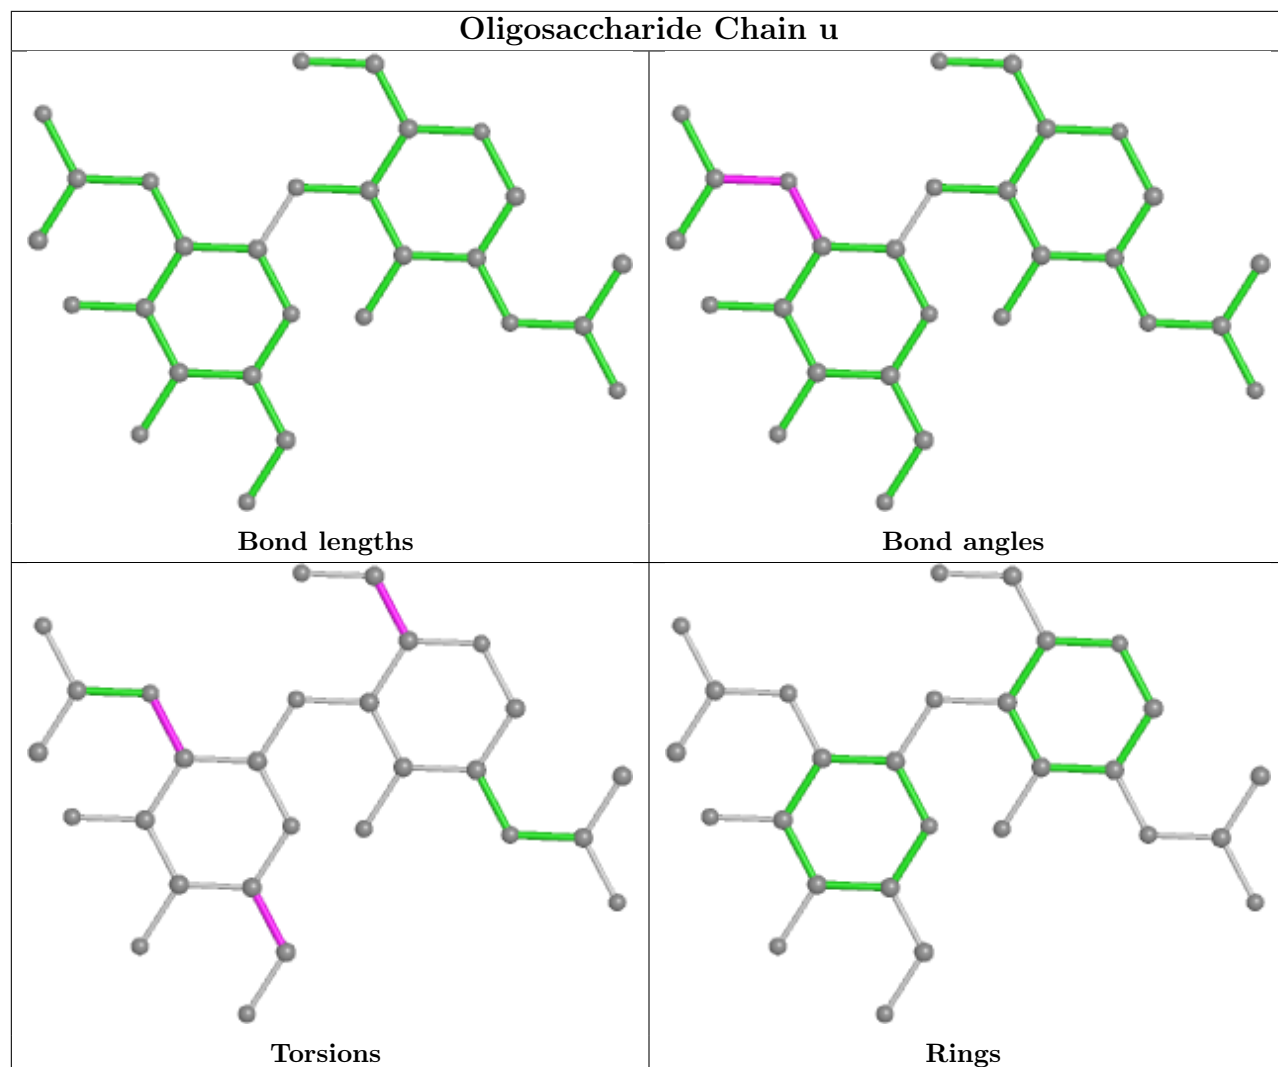 Oligosaccharide Chain u
Bond lengths
Bond angles
Torsions
Rings